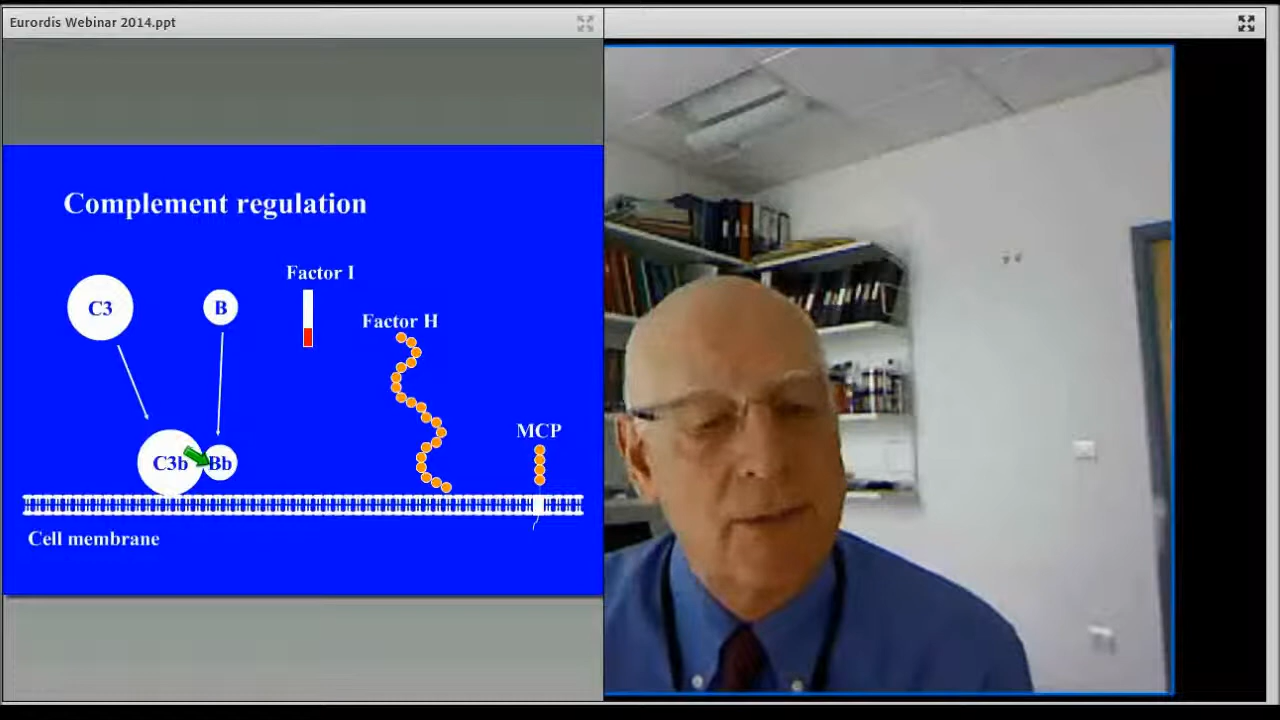 Eurordis Webinar 2014.ppt
Complement regulation
Factor I
C3
B
Factor H
MCP
C3b
Bb
Cell membrane